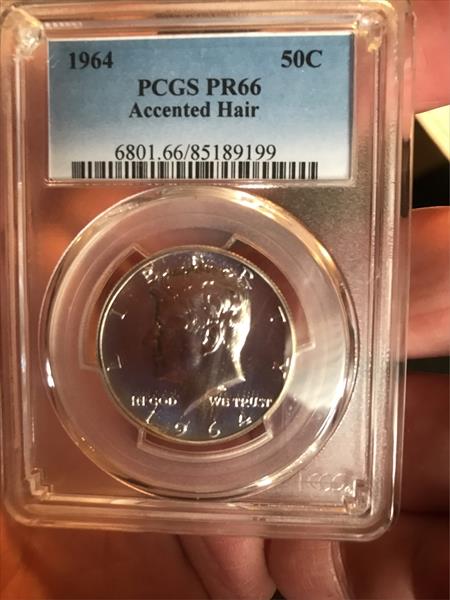 1964 50C
PCGS PR66
Accented Hair
6801.66/85189199
LIBERTY
IN GOD WE TRUST
1964